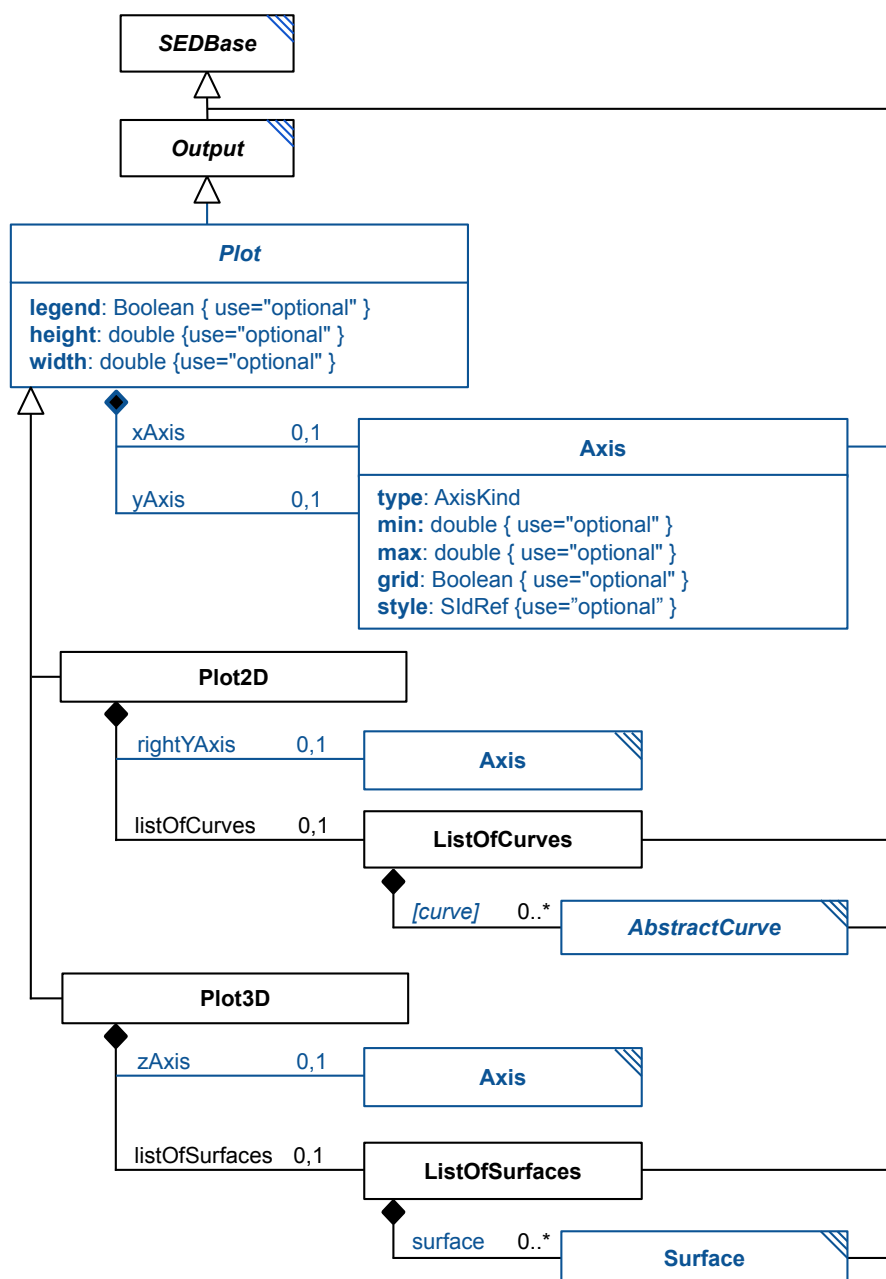 SEDBase
Output
Plot
legend: Boolean { use="optional" }
height: double {use="optional" }
width: double {use="optional" }
xAxis 0,1
Axis
yAxis 0,1
type: AxisKind
min: double { use="optional" }
max: double { use="optional" }
grid: Boolean { use="optional" }
style: SIdRef {use=”optional” }
Plot2D
rightYAxis 0,1
Axis
listOfCurves 0,1
ListOfCurves
[curve] 0..*
AbstractCurve
Plot3D
zAxis 0,1
Axis
listOfSurfaces 0,1
ListOfSurfaces
surface 0..*
Surface